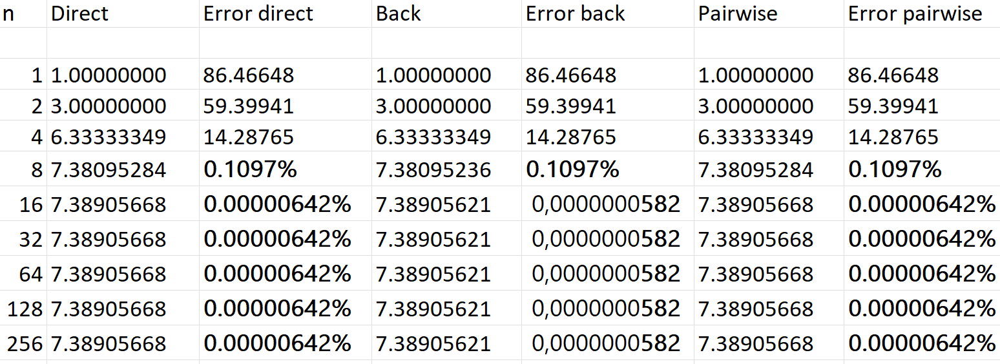 n Direct Error direct Back Error back Pairwise Error pairwise
1 1.00000000 86.46648 1.00000000 86.46648 1.00000000 86.46648
2 3.00000000 59.39941 3.00000000 59.39941 3.00000000 59.39941
4 6.33333349 14.28765 6.33333349 14.28765 6.33333349 14.28765
8 7.38095284 0.1097% 7.38095236 0.1097% 7.38095284 0.1097%
16 7.38905668 0.00000642% 7.38905621 0,0000000582 7.38905668 0.00000642%
32 7.38905668 0.00000642% 7.38905621 0,0000000582 7.38905668 0.00000642%
64 7.38905668 0.00000642% 7.38905621 0,0000000582 7.38905668 0.00000642%
128 7.38905668 0.00000642% 7.38905621 0,0000000582 7.38905668 0.00000642%
256 7.38905668 0.00000642% 7.38905621 0,0000000582 7.38905668 0.00000642%